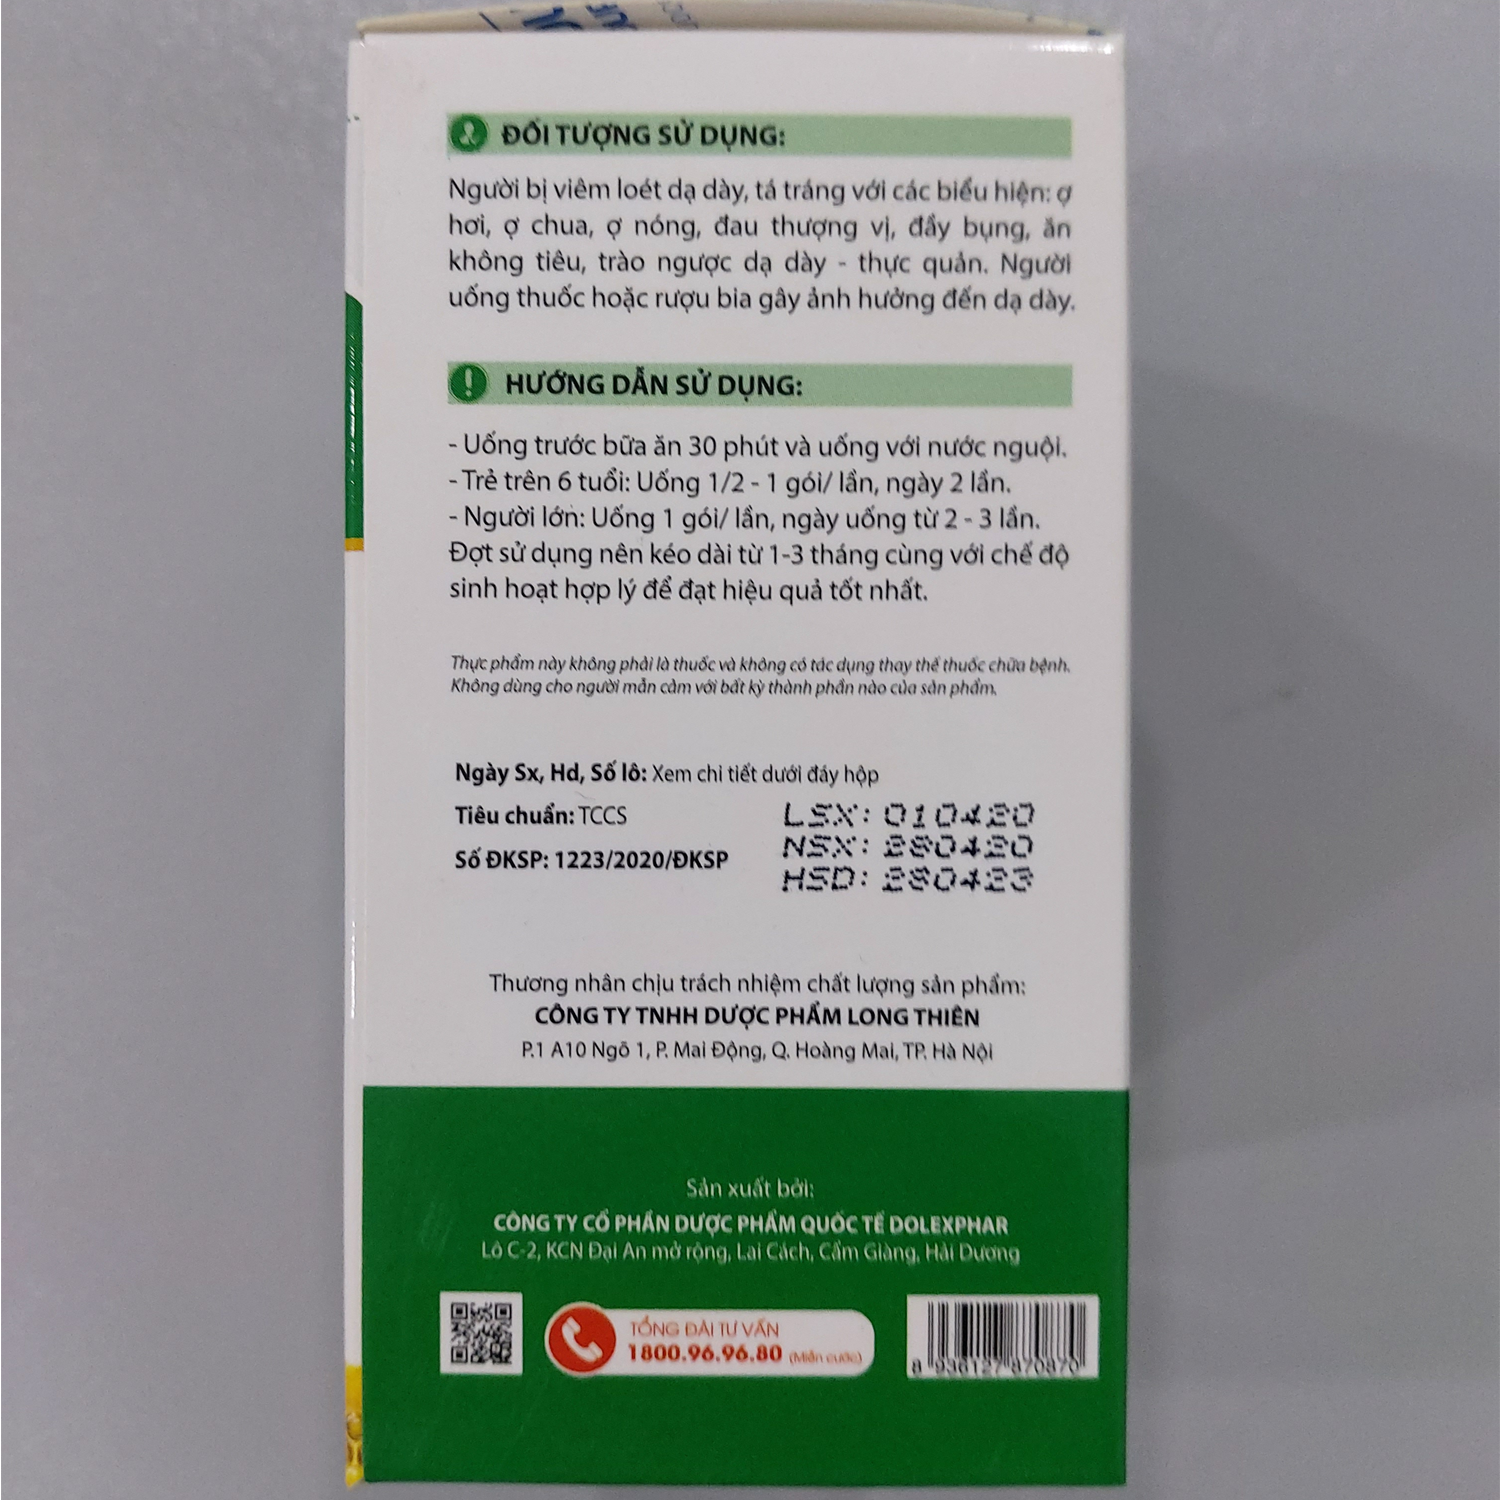 ĐỐI TƯỢNG SỬ DỤNG:
Người bị viêm loét dạ dày, tá tráng với các biểu hiện: ợ
hơi, ợ chua, ợ nóng, đau thượng vị, đầy bụng, ăn
không tiêu, trào ngược dạ dày - thực quản. Người
uống thuốc hoặc rượu bia gây ảnh hưởng đến dạ dày.
HƯỚNG DẪN SỬ DỤNG:
- Uống trước bữa ăn 30 phút và uống với nước nguội.
- Trẻ trên 6 tuổi: Uống 1/2 - 1 gói/ lần, ngày 2 lần.
- Người lớn: Uống 1 gói/ lần, ngày uống từ 2 - 3 lần.
Đợt sử dụng nên kéo dài từ 1-3 tháng cùng với chế độ
sinh hoạt hợp lý để đạt hiệu quả tốt nhất.
Thực phẩm này không phải là thuốc và không có tác dụng thay thế thuốc chữa bệnh.
Không dùng cho người mẫn cảm với bất kỳ thành phần nào của sản phẩm.
Ngày Sx, Hd, Số lô: Xem chi tiết dưới đáy hộp
Tiêu chuẩn: TCCS
Số ĐKSP: 1223/2020/ĐKSP
LSX: 010420
NSX: 280420
HSD: 280423
Thương nhân chịu trách nhiệm chất lượng sản phẩm:
CÔNG TY TNHH DƯỢC PHẨM LONG THIÊN
P.1 A10 Ngõ 1, P. Mai Động, Q. Hoàng Mai, TP. Hà Nội
Sản xuất bởi:
CÔNG TY CỔ PHẦN DƯỢC PHẨM QUỐC TẾ DOLEXPHAR
Lô C-2, KCN Đại An mở rộng, Lai Cách, Cẩm Giàng, Hải Dương
TỔNG ĐÀI TƯ VẤN
1800.96.96.80 (Miễn cước)
8 936127 870870